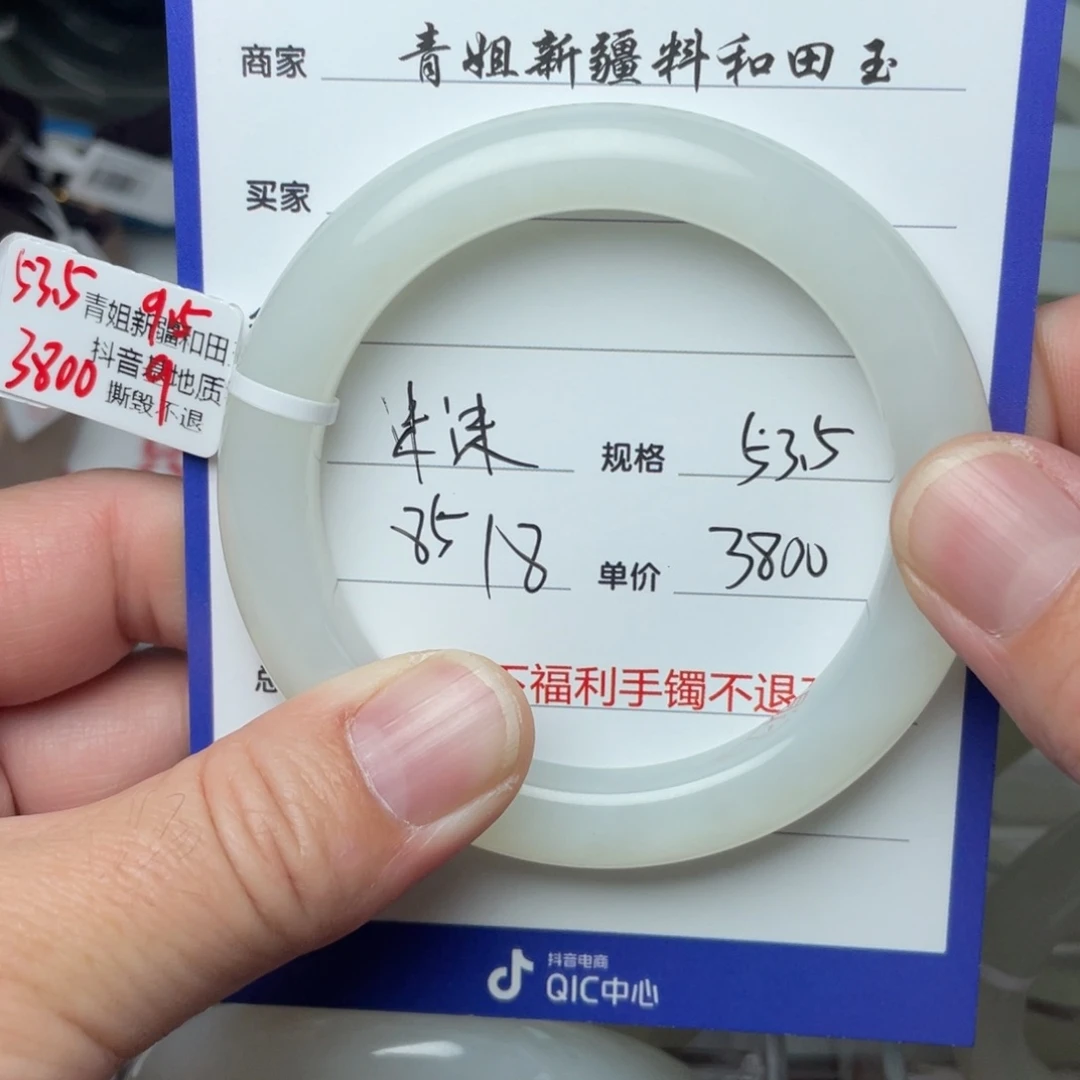 商家 青姐新疆料和田玉
买家
53.5 9.5
青姐新疆和田
3800 9
抖音基地质
撕毁不退
规格 53.5
8518 单价 3800
总
福利手镯不退
抖音电商
QIC中心